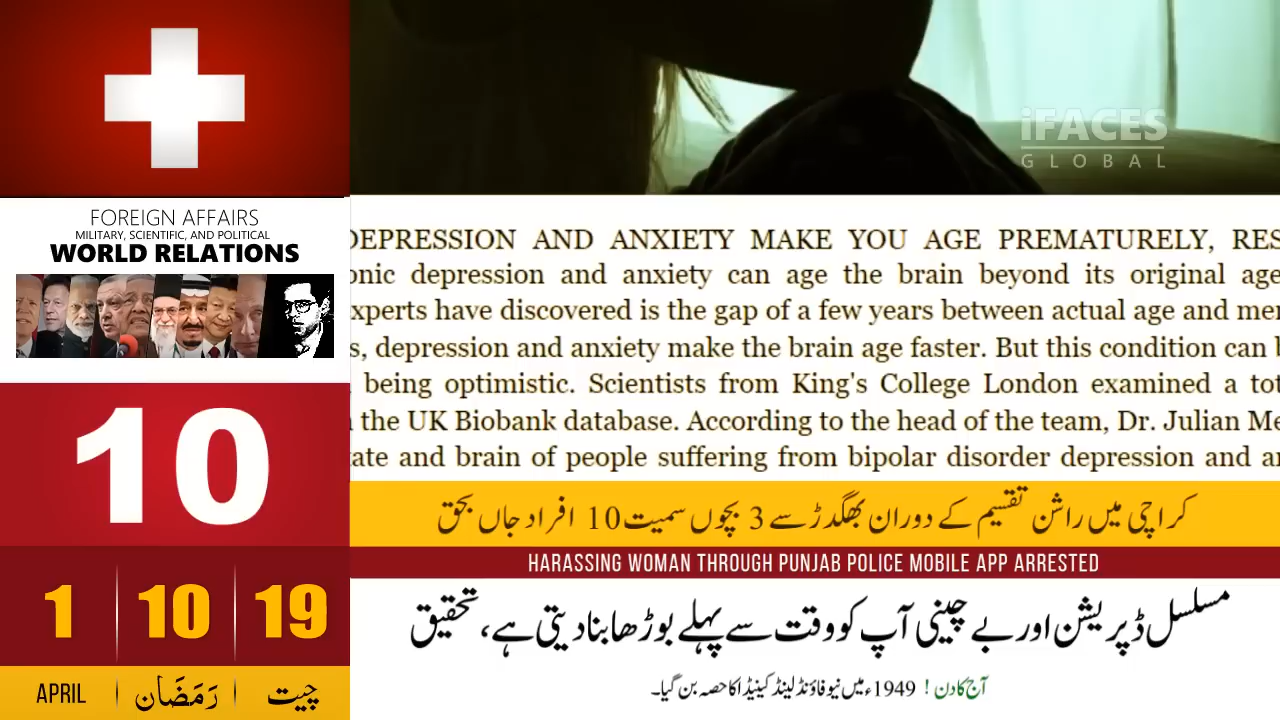 iFACES
GLOBAL
FOREIGN AFFAIRS
MILITARY, SCIENTIFIC, AND POLITICAL
WORLD RELATIONS
10
1 10 19
APRIL رَمَضَان چیت
DEPRESSION AND ANXIETY MAKE YOU AGE PREMATURELY, RES
onic depression and anxiety can age the brain beyond its original age
xperts have discovered is the gap of a few years between actual age and men
s, depression and anxiety make the brain age faster. But this condition can b
being optimistic. Scientists from King's College London examined a tot
the UK Biobank database. According to the head of the team, Dr. Julian Me
tate and brain of people suffering from bipolar disorder depression and an
کراچی میں راشن تقسیم کے دوران بھگدڑ سے 3 بچوں سمیت 10 افراد جاں بحق
HARASSING WOMAN THROUGH PUNJAB POLICE MOBILE APP ARRESTED
مسلسل ڈپریشن اور بے چینی آپ کو وقت سے پہلے بوڑھا بنا دیتی ہے، تحقیق
آج کا دن ! 1949ء میں نیو فاؤنڈ لینڈ کینیڈا کا حصہ بن گیا۔